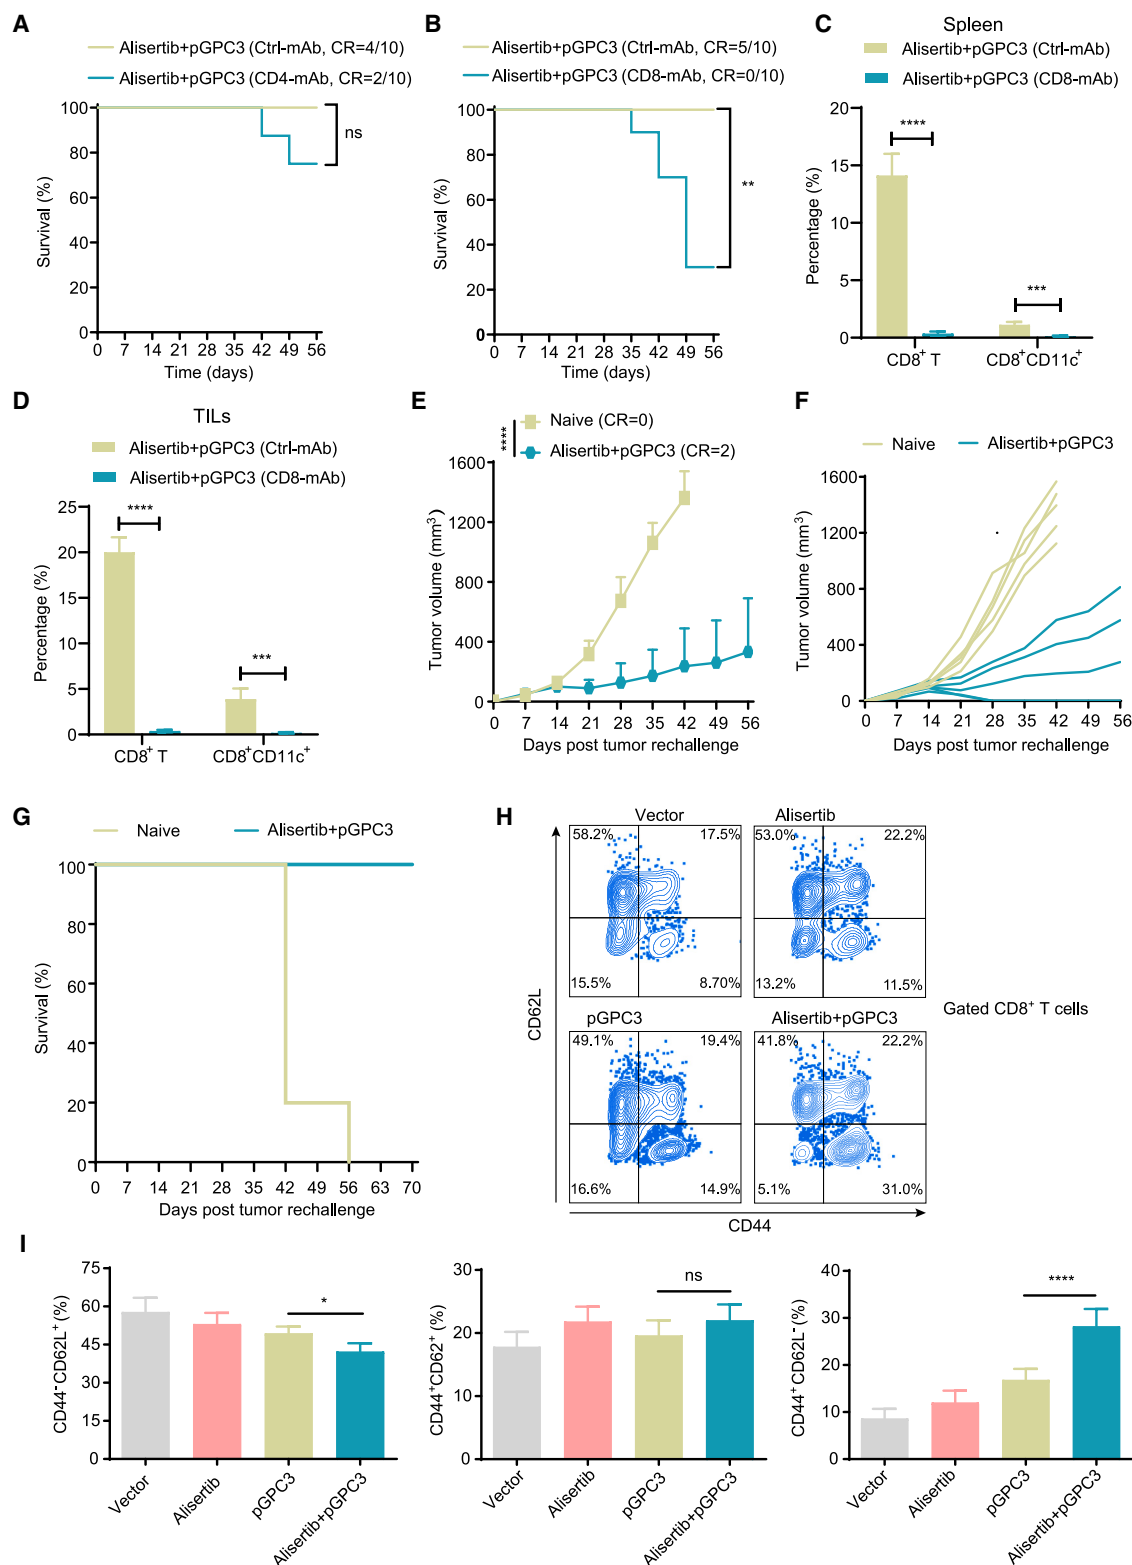 A
Alisertib+pGPC3 (Ctrl-mAb, CR=4/10)
Alisertib+pGPC3 (CD4-mAb, CR=2/10)
Survival (%)
100
80
60
40
20
0
ns
0 7 14 21 28 35 42 49 56
Time (days)
B
Alisertib+pGPC3 (Ctrl-mAb, CR=5/10)
Alisertib+pGPC3 (CD8-mAb, CR=0/10)
Survival (%)
100
80
60
40
20
0
**
0 7 14 21 28 35 42 49 56
Time (days)
C
Spleen
Alisertib+pGPC3 (Ctrl-mAb)
Alisertib+pGPC3 (CD8-mAb)
Percentage (%)
20
15
10
5
0
****
***
CD8+ T CD8+CD11c+
D
TILs
Alisertib+pGPC3 (Ctrl-mAb)
Alisertib+pGPC3 (CD8-mAb)
Percentage (%)
25
20
15
10
5
0
****
***
CD8+ T CD8+CD11c+
E
****
Naive (CR=0)
Alisertib+pGPC3 (CR=2)
Tumor volume (mm3)
1600
1200
800
400
0
0 7 14 21 28 35 42 49 56
Days post tumor rechallenge
F
Naive Alisertib+pGPC3
Tumor volume (mm3)
1600
1200
800
400
0
0 7 14 21 28 35 42 49 56
Days post tumor rechallenge
G
Naive Alisertib+pGPC3
Survival (%)
100
80
60
40
20
0
0 7 14 21 28 35 42 49 56 63 70
Days post tumor rechallenge
H
Vector Alisertib
58.2% 17.5% 53.0% 22.2%
15.5% 8.70% 13.2% 11.5%
pGPC3 Alisertib+pGPC3
49.1% 19.4% 41.8% 22.2%
16.6% 14.9% 5.1% 31.0%
CD62L
CD44
Gated CD8+ T cells
I
CD44-CD62L+ (%)
75
60
45
30
15
0
*
Vector Alisertib pGPC3 Alisertib+pGPC3
CD44+CD62+ (%)
30
20
10
0
ns
Vector Alisertib pGPC3 Alisertib+pGPC3
CD44+CD62L- (%)
40
30
20
10
0
****
Vector Alisertib pGPC3 Alisertib+pGPC3